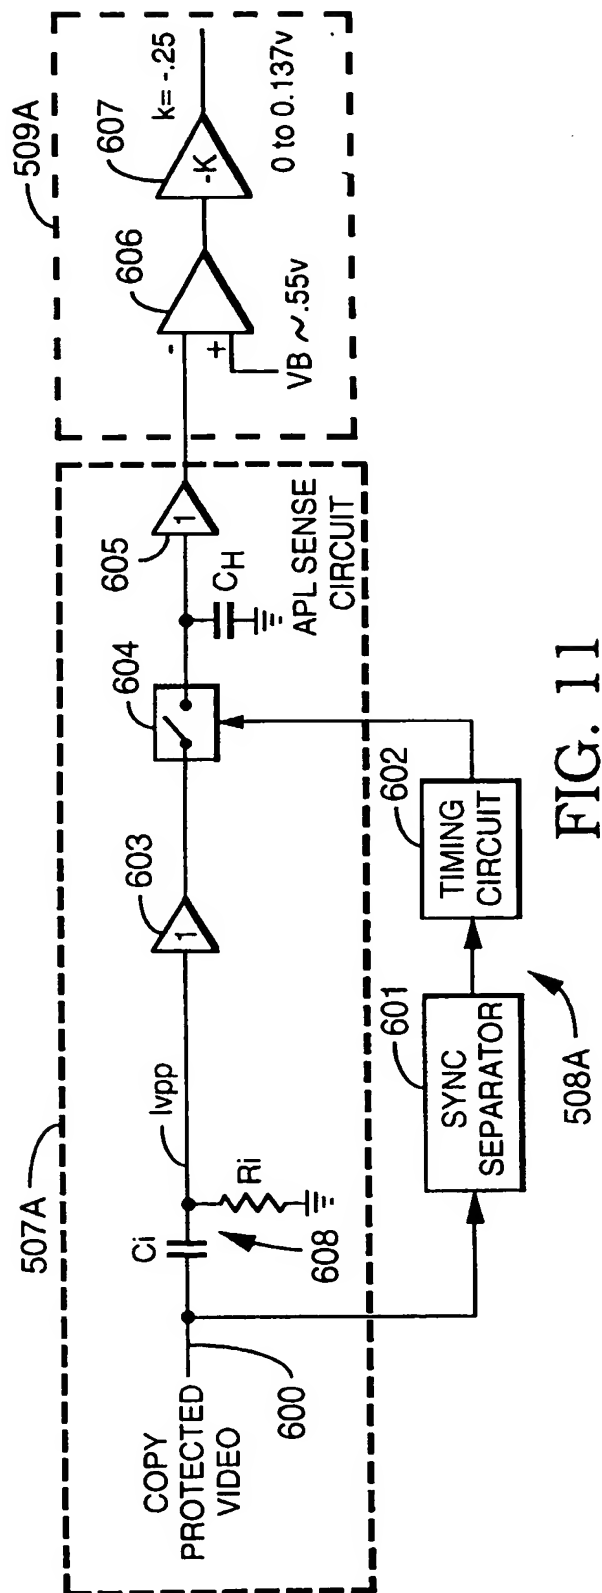 507A
COPY
PROTECTED
VIDEO
600
Ci
Ri
608
1vpp
603
1
604
CH
605
1
APL SENSE
CIRCUIT
601
SYNC
SEPARATOR
602
TIMING
CIRCUIT
508A
509A
606
-
+
VB ~.55v
607
-K
k= -.25
0 to 0.137v
FIG. 11